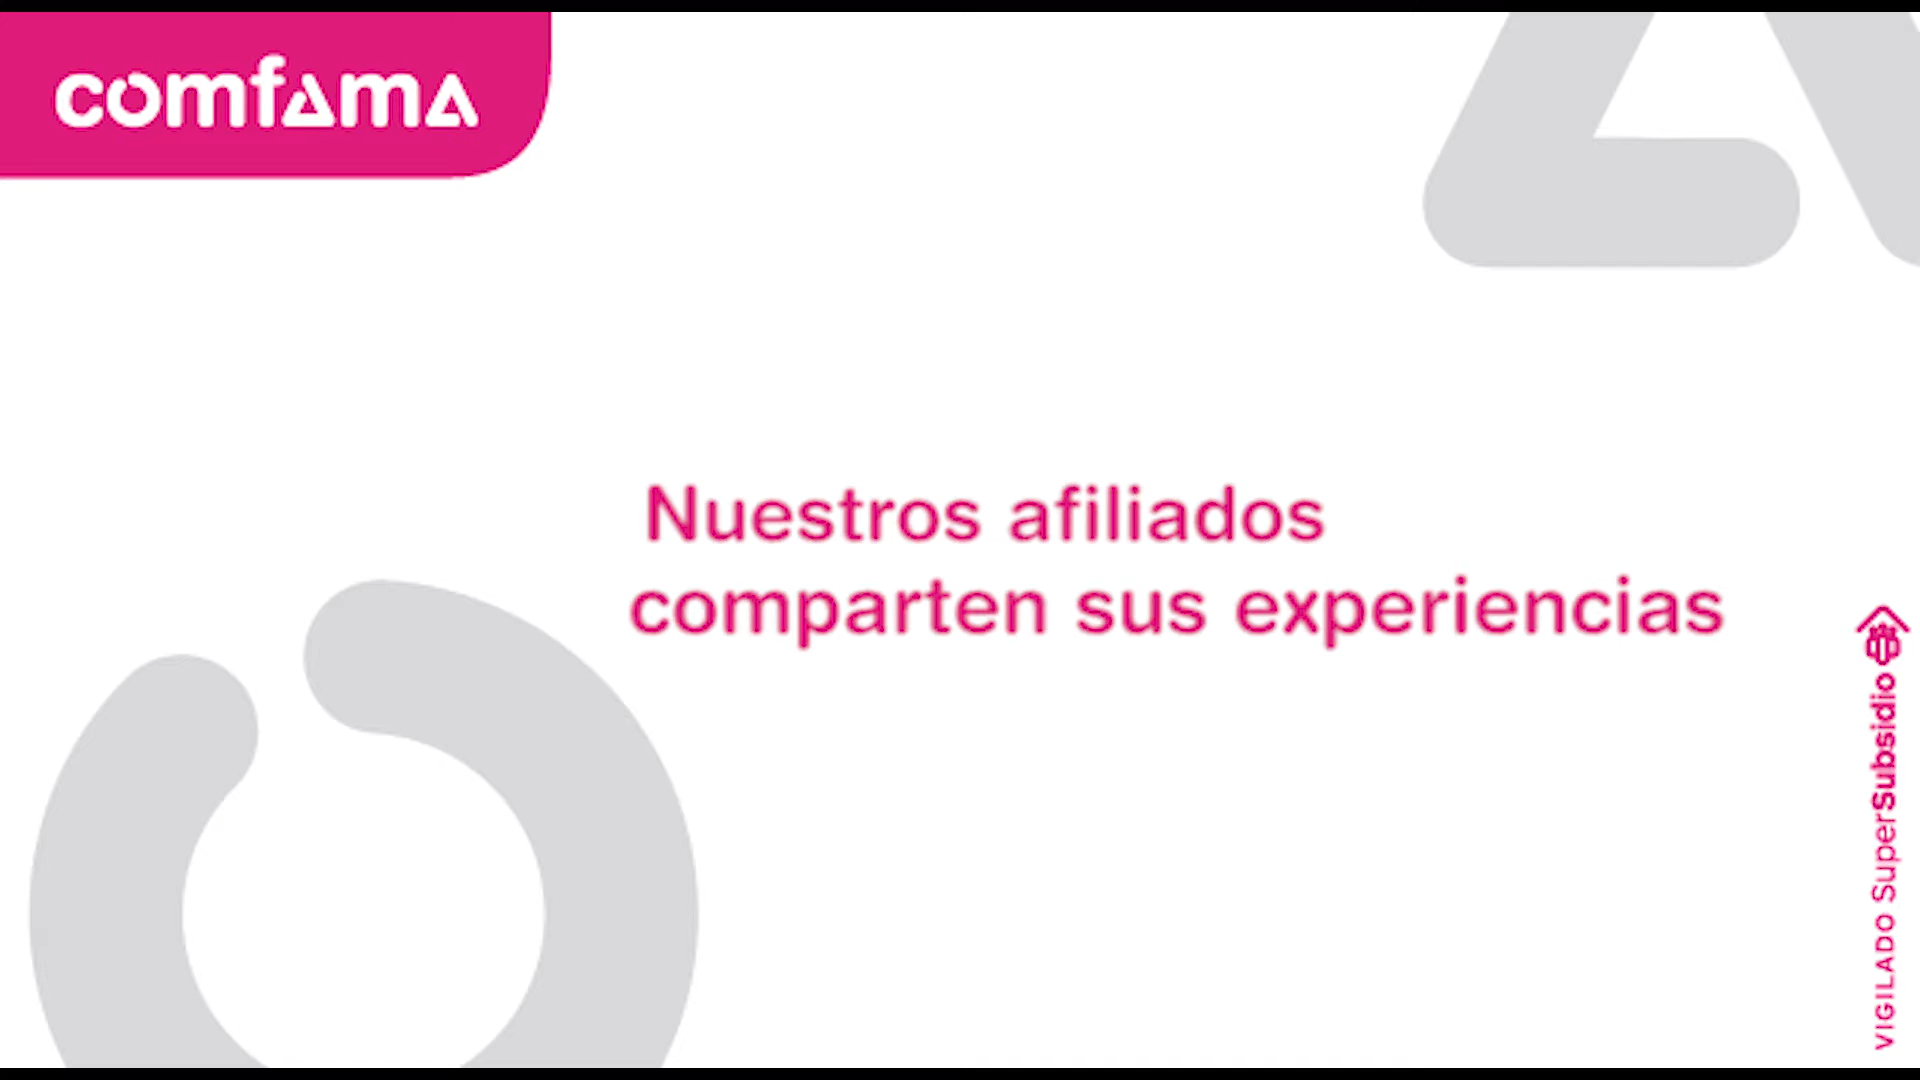 comfama
Nuestros afiliados
comparten sus experiencias
VIGILADO SuperSubsidio